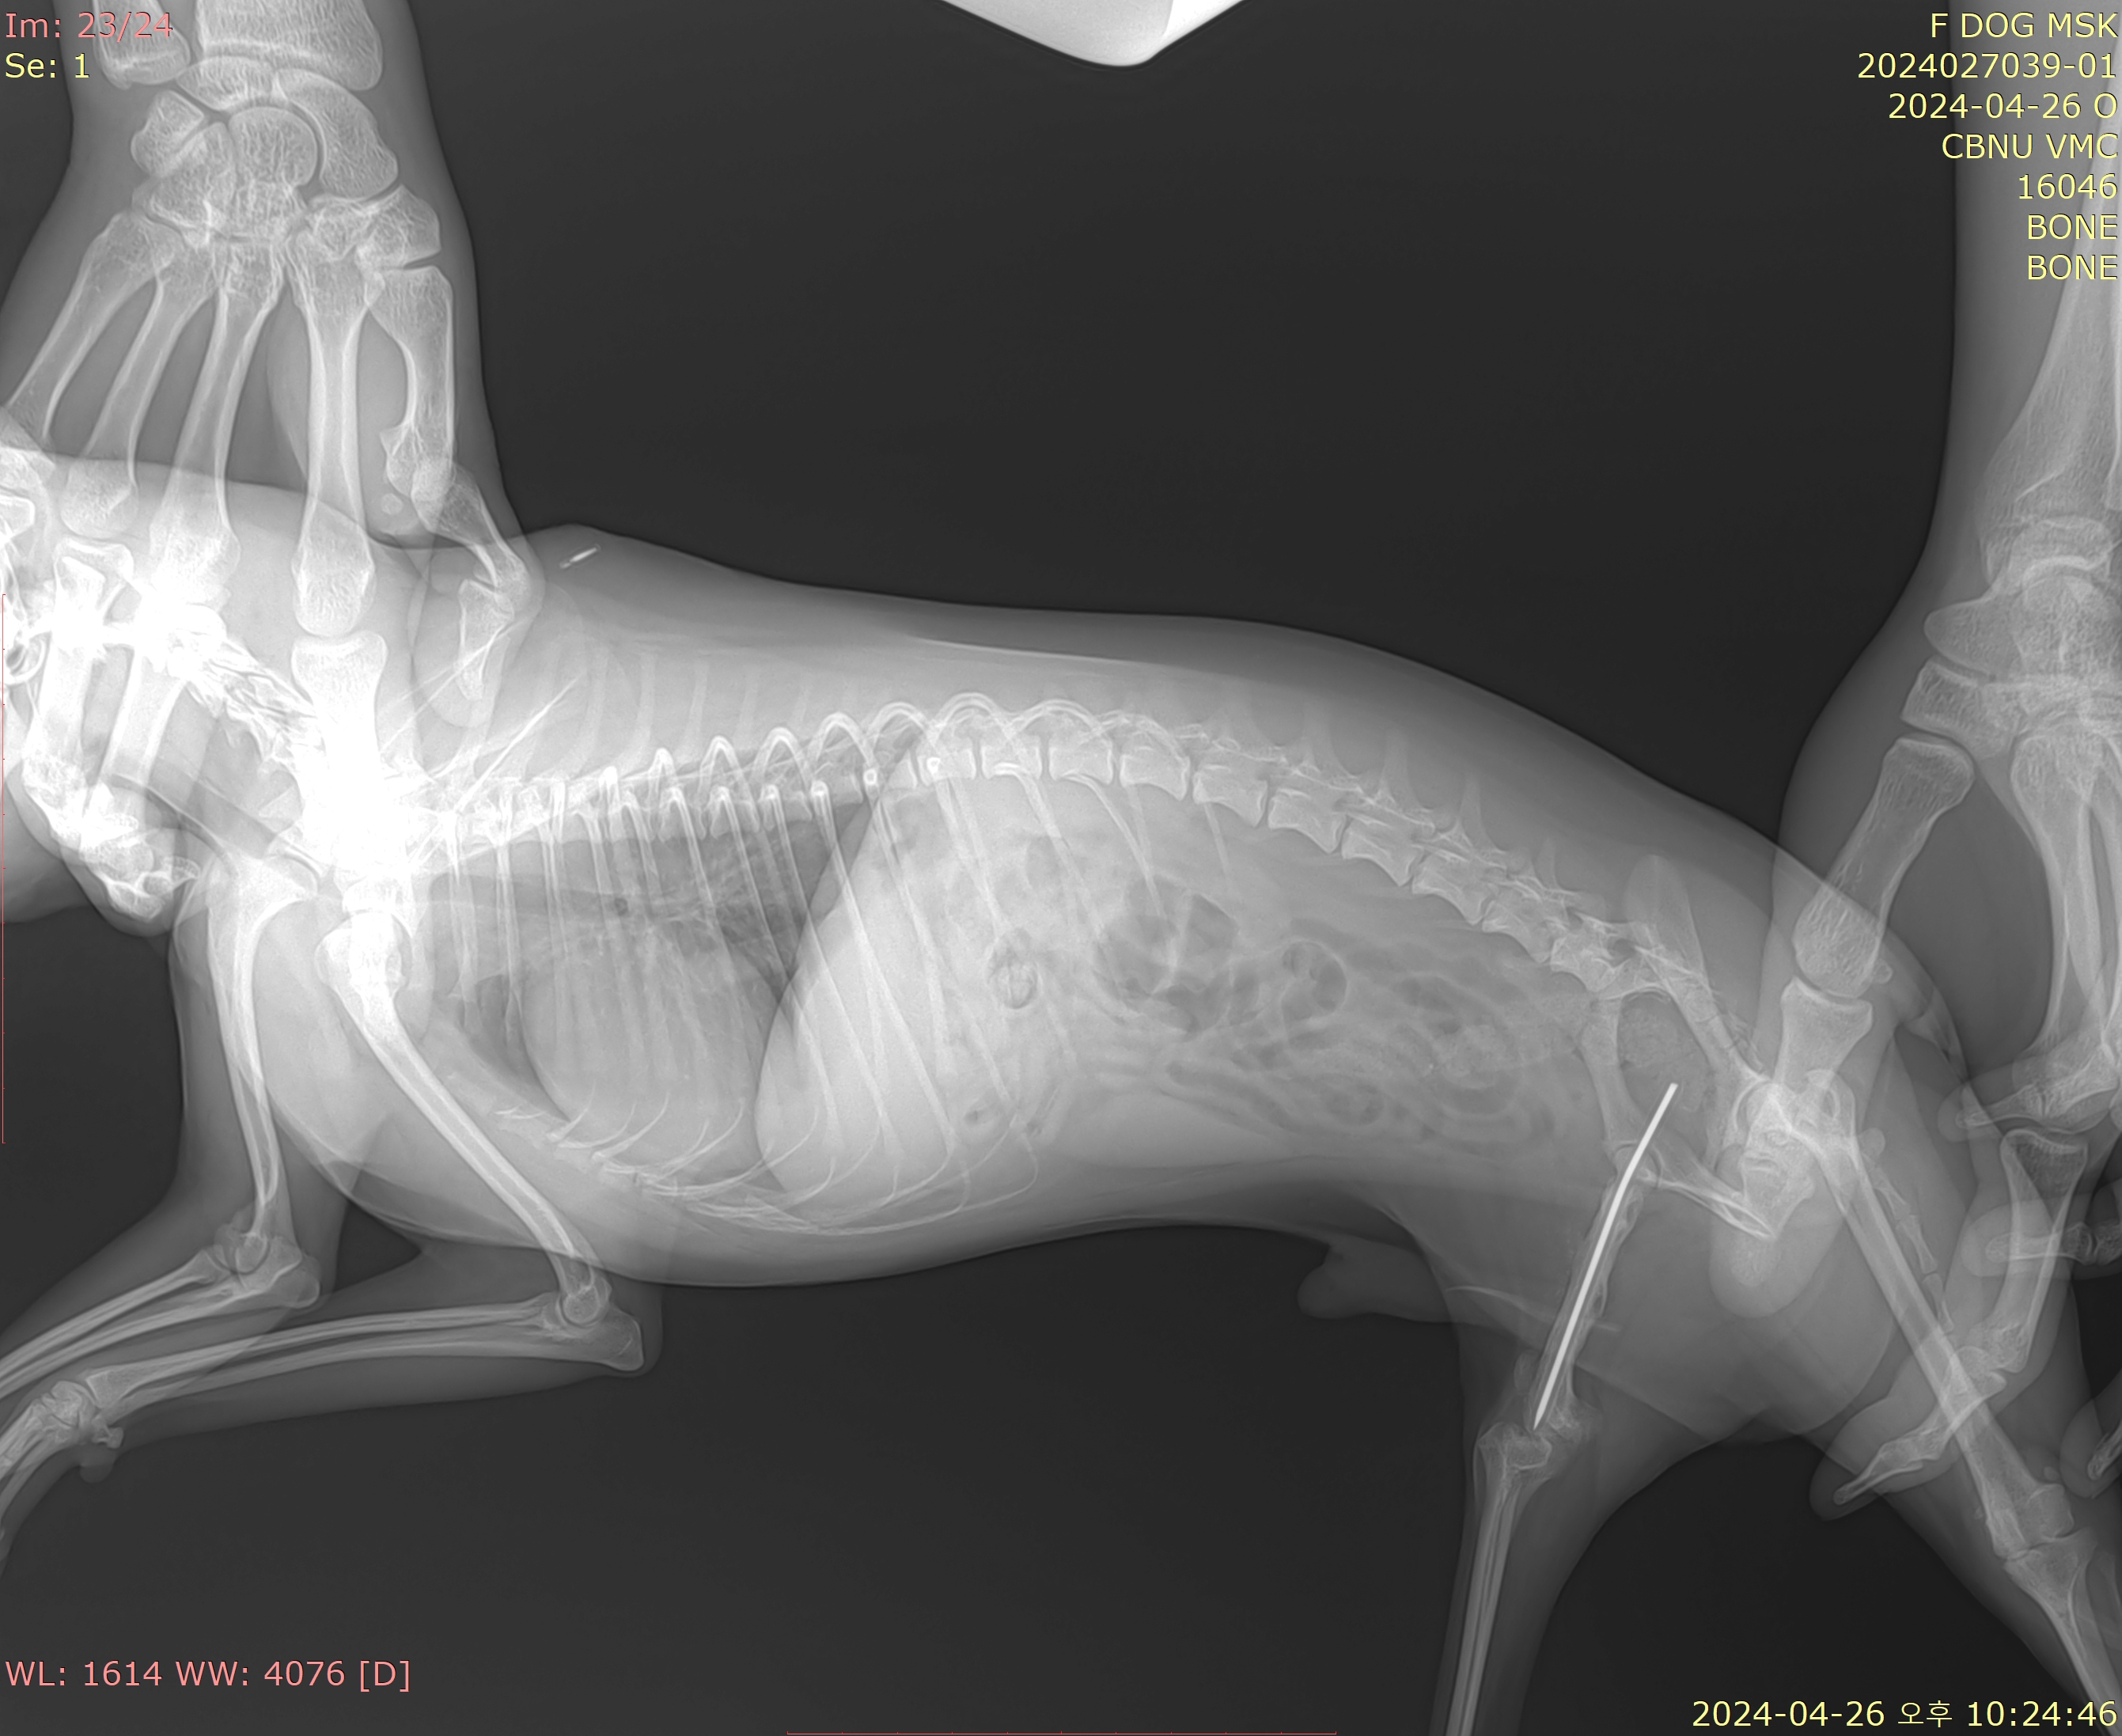 Im: 23/24
Se: 1
F DOG MSK
2024027039-01
2024-04-26 O
CBNU VMC
16046
BONE
BONE
WL: 1614 WW: 4076 [D]
2024-04-26 오후 10:24:46